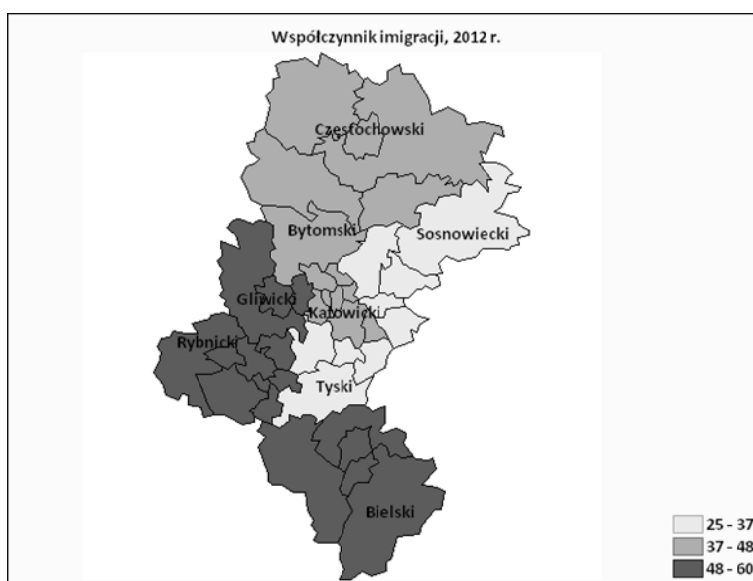 Współczynnik imigracji, 2012 r.
Częstochowski
Bytomski
Sosnowiecki
Gliwicki
Katowicki
Rybnicki
Tyski
Bielski
25 - 37
37 - 48
48 - 60